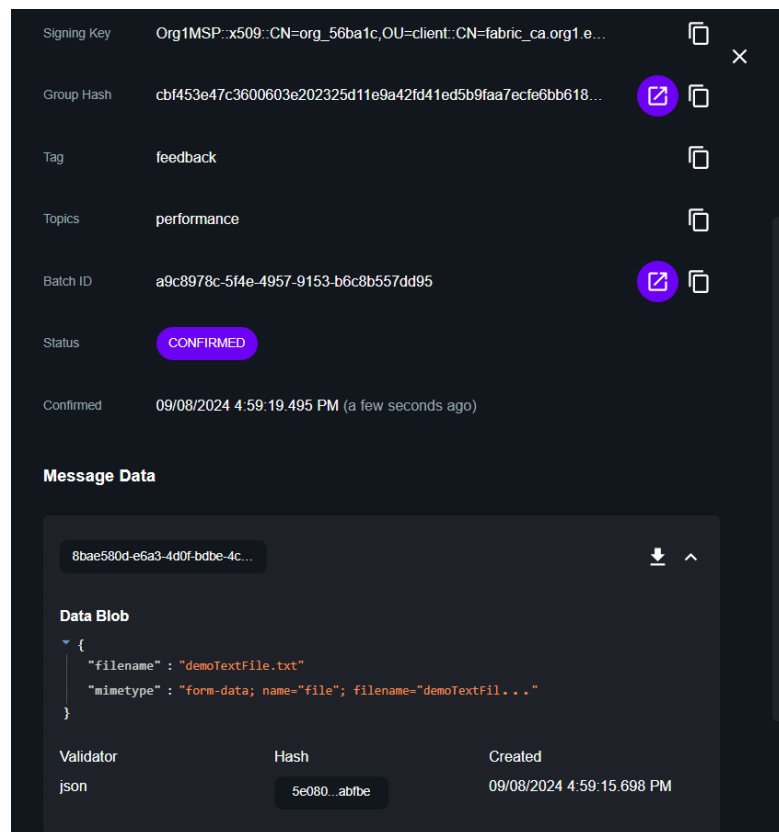 Signing Key Org1MSP::x509::CN=org_56ba1c,OU=client::CN=fabric_ca.org1.e...
Group Hash cbf453e47c3600603e202325d11e9a42fd41ed5b9faa7ecfe6bb618...
Tag feedback
Topics performance
Batch ID a9c8978c-5f4e-4957-9153-b6c8b557dd95
Status CONFIRMED
Confirmed 09/08/2024 4:59:19.495 PM (a few seconds ago)
Message Data
8bae580d-e6a3-4d0f-bdbe-4c...
Data Blob
{
"filename" : "demoTextFile.txt"
"mimetype" : "form-data; name="file"; filename="demoTextFil..."
}
Validator Hash Created
json 5e080...abfbe 09/08/2024 4:59:15.698 PM